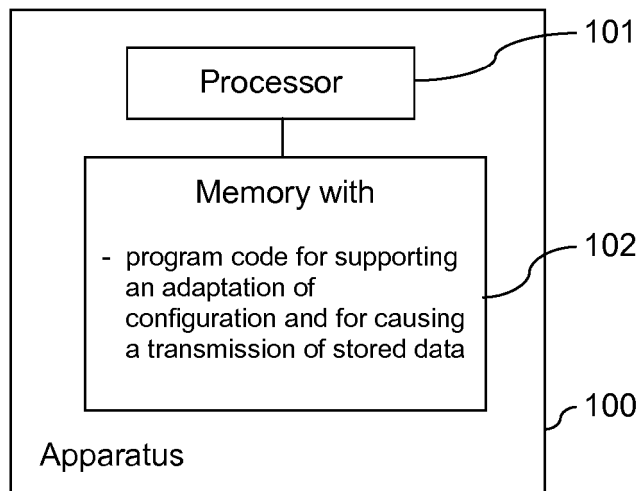 101
Processor
Memory with
- program code for supporting
an adaptation of
configuration and for causing
a transmission of stored data
102
100
Apparatus